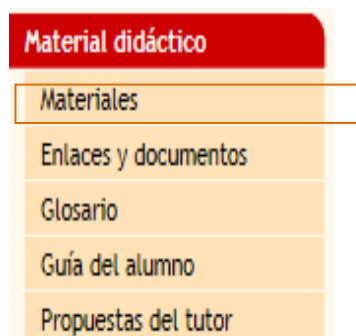 Material didáctico
Materiales
Enlaces y documentos
Glosario
Guía del alumno
Propuestas del tutor